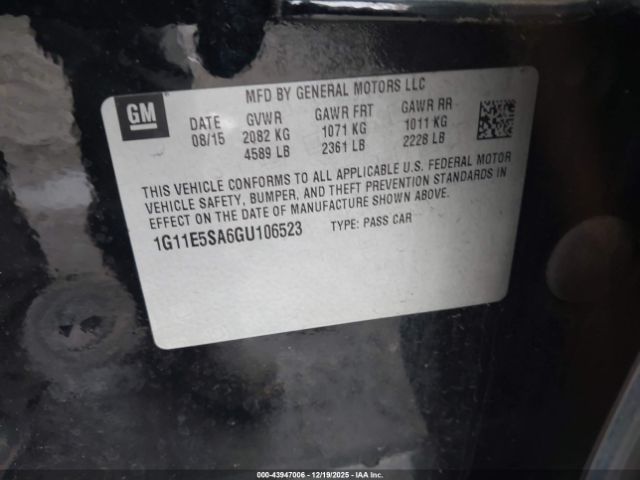 MFD BY GENERAL MOTORS LLC
GM
DATE GVWR GAWR FRT GAWR RR
08/15 2082 KG 1071 KG 1011 KG
4589 LB 2361 LB 2228 LB
THIS VEHICLE CONFORMS TO ALL APPLICABLE U.S. FEDERAL MOTOR
VEHICLE SAFETY, BUMPER, AND THEFT PREVENTION STANDARDS IN
EFFECT ON THE DATE OF MANUFACTURE SHOWN ABOVE.
1G11E5SA6GU106523 TYPE: PASS CAR
000-43947006 - 12/19/2025 - IAAI.COM